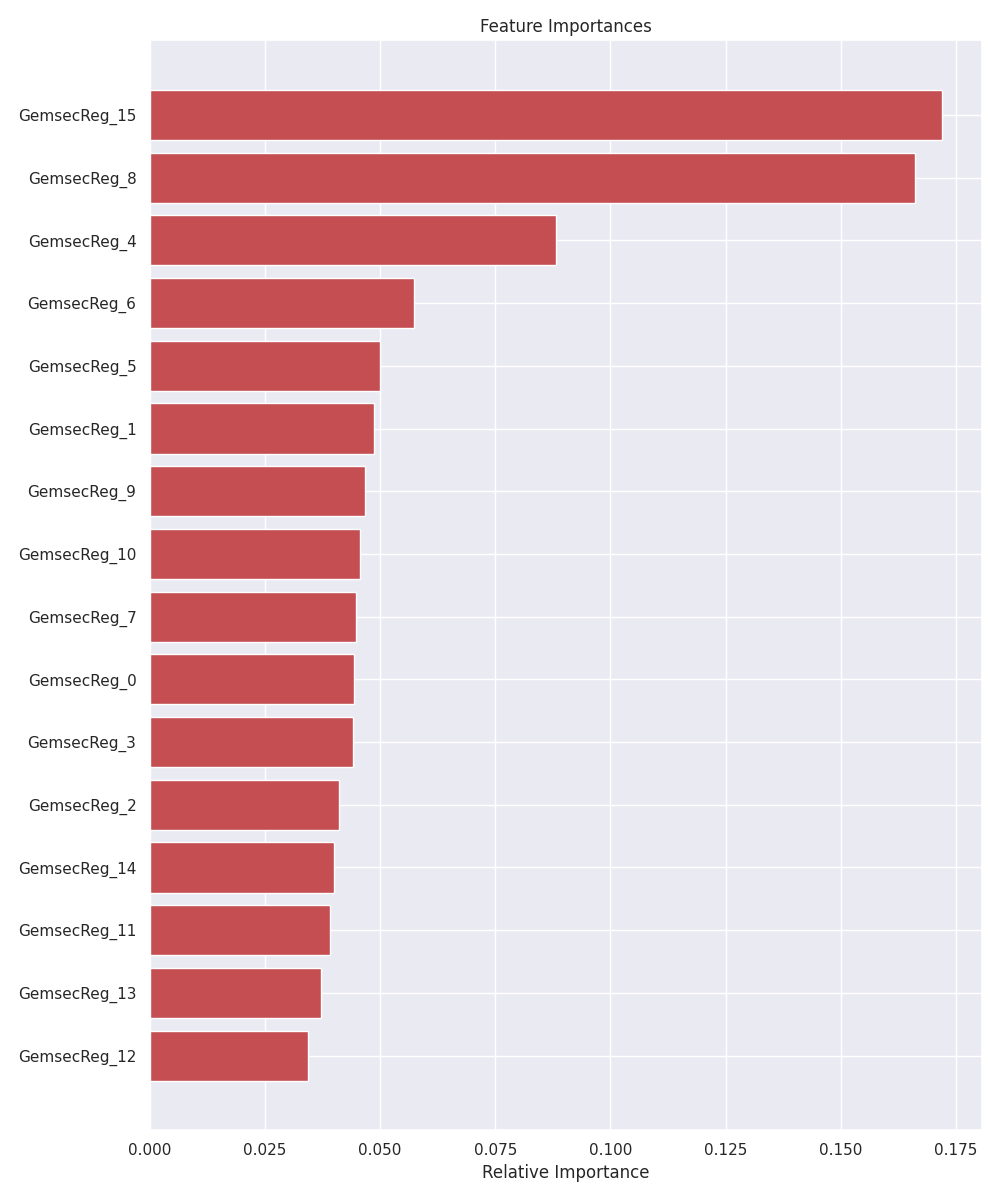 Feature Importances
GemsecReg_15
GemsecReg_8
GemsecReg_4
GemsecReg_6
GemsecReg_5
GemsecReg_1
GemsecReg_9
GemsecReg_10
GemsecReg_7
GemsecReg_0
GemsecReg_3
GemsecReg_2
GemsecReg_14
GemsecReg_11
GemsecReg_13
GemsecReg_12
0.000 0.025 0.050 0.075 0.100 0.125 0.150 0.175
Relative Importance